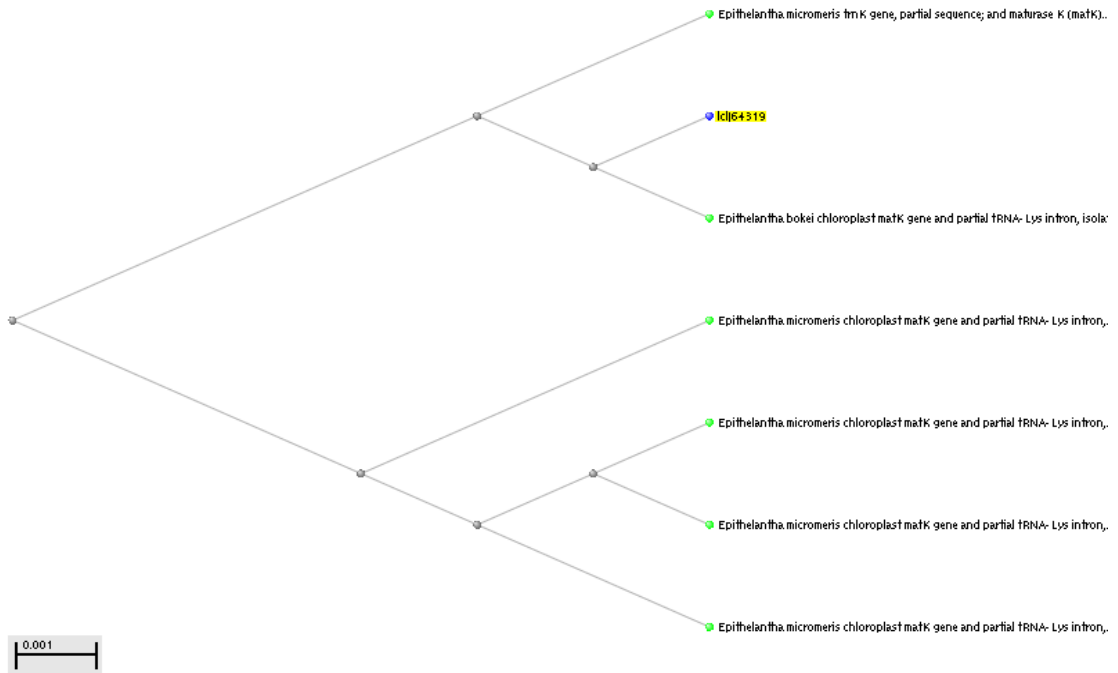 Epithelantha micromeris trnK gene, partial sequence; and maturase K (matK)...
lcl|64319
Epithelantha bokei chloroplast matK gene and partial tRNA- Lys intron, isolat
Epithelantha micromeris chloroplast matK gene and partial tRNA- Lys intron,...
Epithelantha micromeris chloroplast matK gene and partial tRNA- Lys intron,...
Epithelantha micromeris chloroplast matK gene and partial tRNA- Lys intron,...
Epithelantha micromeris chloroplast matK gene and partial tRNA- Lys intron,...
0.001